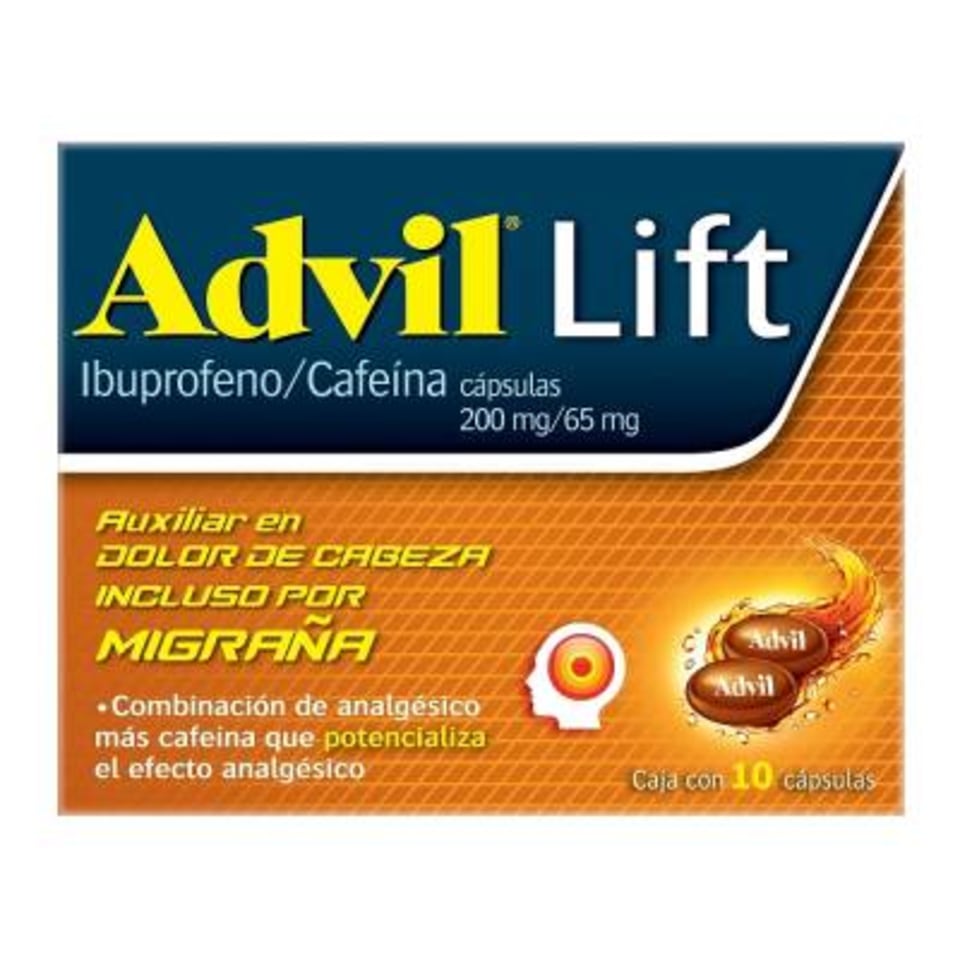 Advil® Lift
Ibuprofeno/Cafeína cápsulas
200 mg/65 mg
Auxiliar en
DOLOR DE CABEZA
INCLUSO POR
MIGRAÑA
•Combinación de analgésico
más cafeina que potencializa
el efecto analgésico
Advil
Advil
Caja con 10 cápsulas